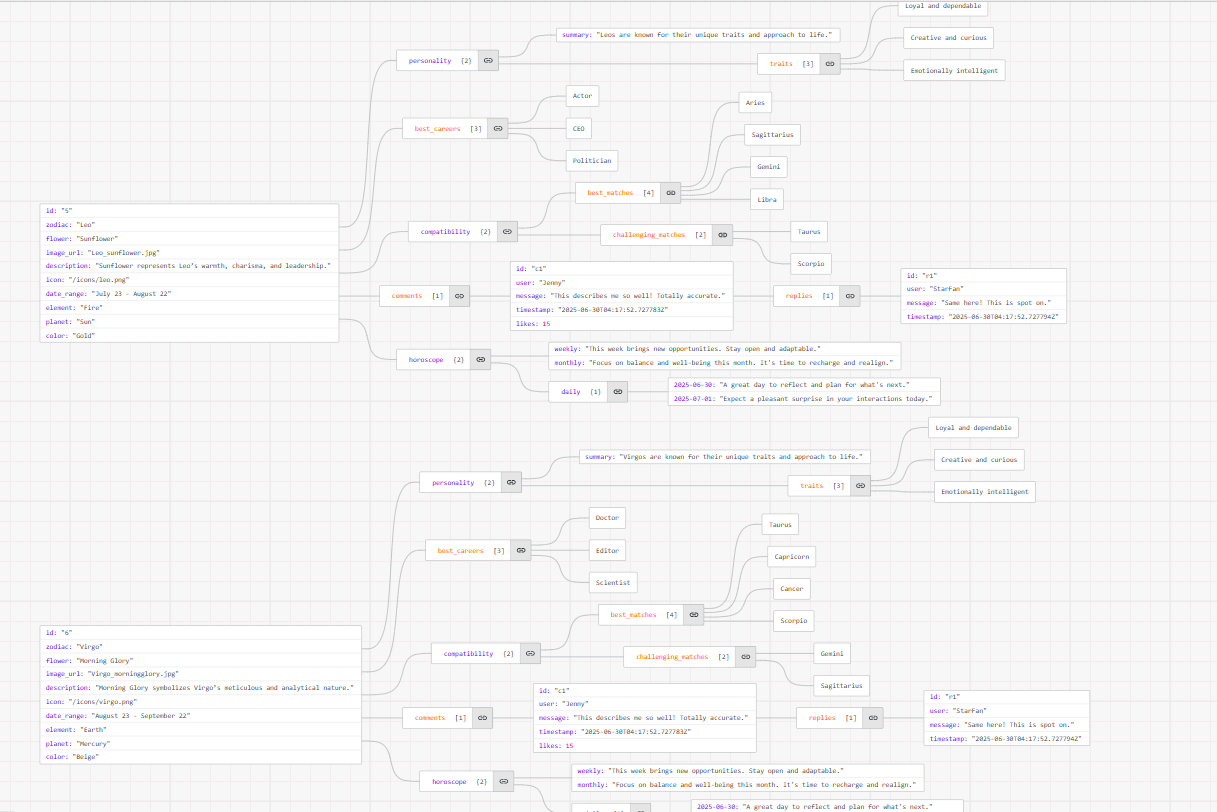 Loyal and dependable
summary: "Leos are known for their unique traits and approach to life."
Creative and curious
personality {2}
traits [3]
Emotionally intelligent
Actor
Aries
best_careers [3]
CEO
Sagittarius
Politician
Gemini
best_matches [4]
Libra
id: "5"
zodiac: "Leo"
flower: "Sunflower"
image_url: "Leo_sunflower.jpg"
description: "Sunflower represents Leo's warmth, charisma, and leadership."
icon: "/icons/leo.png"
date_range: "July 23 - August 22"
element: "Fire"
planet: "Sun"
color: "Gold"
compatibility {2}
challenging_matches [2]
Taurus
Scorpio
comments [1]
id: "c1"
user: "Jenny"
message: "This describes me so well! Totally accurate."
timestamp: "2025-06-30T04:17:52.727783Z"
likes: 15
replies [1]
id: "r1"
user: "StarFan"
message: "Same here! This is spot on."
timestamp: "2025-06-30T04:17:52.727794Z"
horoscope {2}
weekly: "This week brings new opportunities. Stay open and adaptable."
monthly: "Focus on balance and well-being this month. It's time to recharge and realign."
daily {1}
2025-06-30: "A great day to reflect and plan for what's next."
2025-07-01: "Expect a pleasant surprise in your interactions today."
Loyal and dependable
summary: "Virgos are known for their unique traits and approach to life."
Creative and curious
personality {2}
traits [3]
Emotionally intelligent
Doctor
Taurus
best_careers [3]
Editor
Capricorn
Scientist
Cancer
best_matches [4]
Scorpio
id: "6"
zodiac: "Virgo"
flower: "Morning Glory"
image_url: "Virgo_morningglory.jpg"
description: "Morning Glory symbolizes Virgo's meticulous and analytical nature."
icon: "/icons/virgo.png"
date_range: "August 23 - September 22"
element: "Earth"
planet: "Mercury"
color: "Beige"
compatibility {2}
challenging_matches [2]
Gemini
Sagittarius
comments [1]
id: "c1"
user: "Jenny"
message: "This describes me so well! Totally accurate."
timestamp: "2025-06-30T04:17:52.727783Z"
likes: 15
replies [1]
id: "r1"
user: "StarFan"
message: "Same here! This is spot on."
timestamp: "2025-06-30T04:17:52.727794Z"
horoscope {2}
weekly: "This week brings new opportunities. Stay open and adaptable."
monthly: "Focus on balance and well-being this month. It's time to recharge and realign."
2025-06-30: "A great day to reflect and plan for what's next."